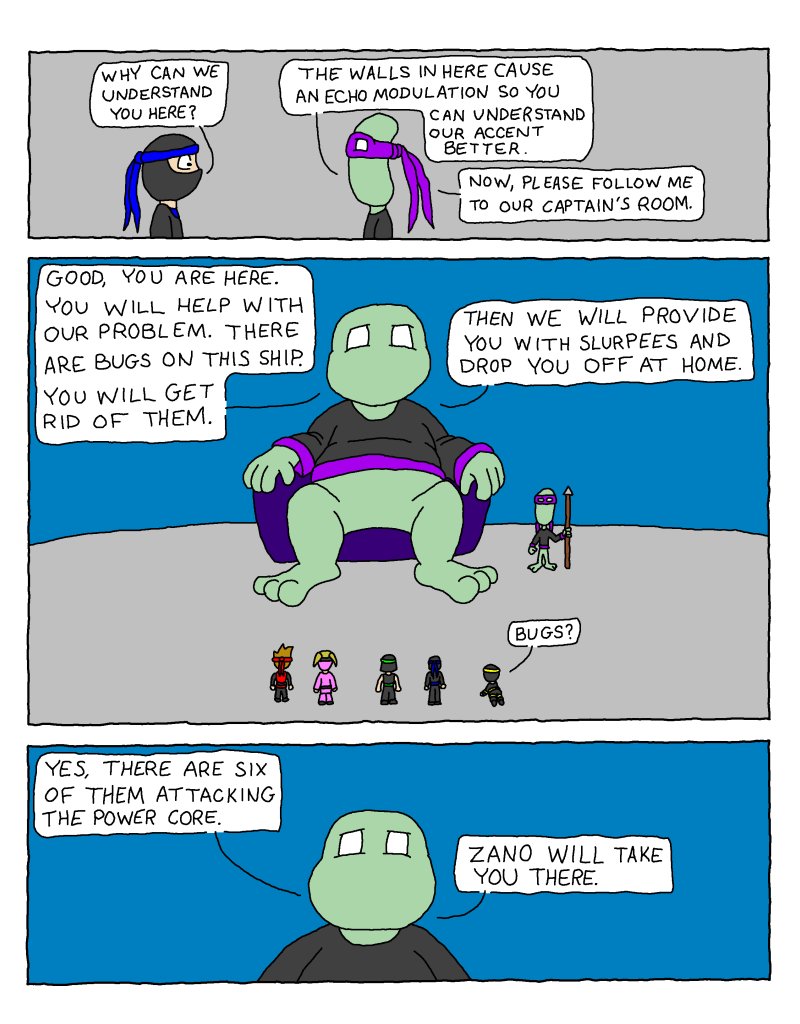 WHY CAN WE
UNDERSTAND
YOU HERE?
THE WALLS IN HERE CAUSE
AN ECHO MODULATION SO YOU
CAN UNDERSTAND
OUR ACCENT
BETTER.
NOW, PLEASE FOLLOW ME
TO OUR CAPTAIN'S ROOM.
GOOD, YOU ARE HERE.
YOU WILL HELP WITH
OUR PROBLEM. THERE
ARE BUGS ON THIS SHIP.
YOU WILL GET
RID OF THEM.
THEN WE WILL PROVIDE
YOU WITH SLURPEES AND
DROP YOU OFF AT HOME.
BUGS?
YES, THERE ARE SIX
OF THEM ATTACKING
THE POWER CORE.
ZANO WILL TAKE
YOU THERE.